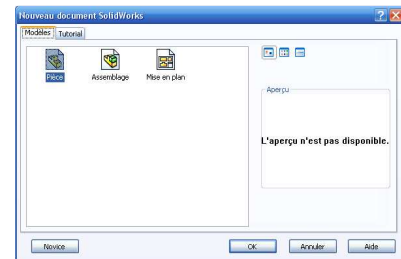 Nouveau document SolidWorks
Modèles Tutorial
Pièce Assemblage Mise en plan
Aperçu
L'aperçu n'est pas disponible.
Novice OK Annuler Aide